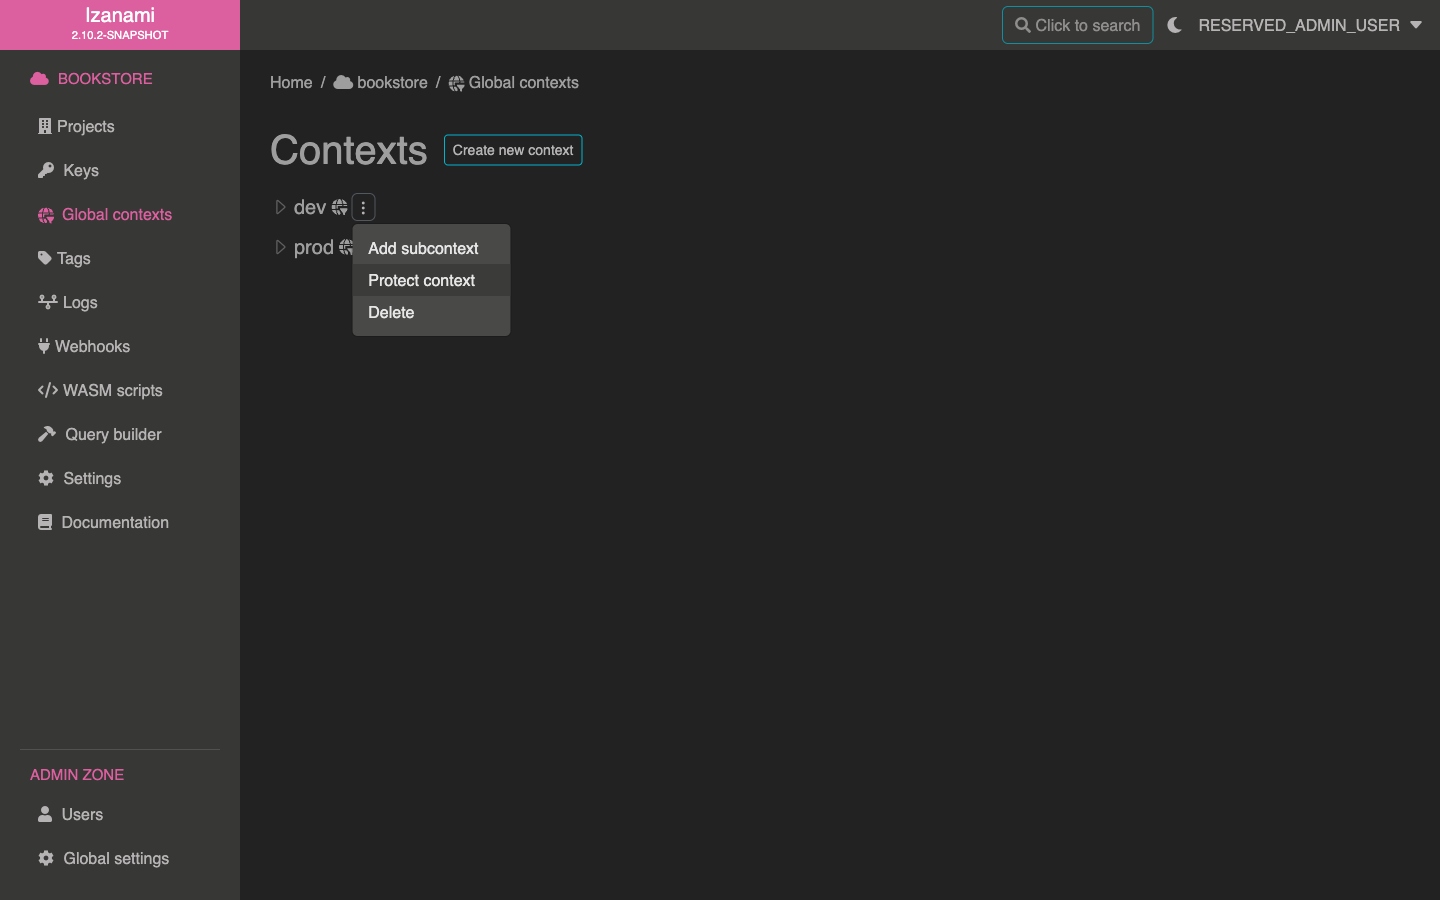 Izanami
2.10.2-SNAPSHOT
Click to search
RESERVED_ADMIN_USER
BOOKSTORE
Projects
Keys
Global contexts
Tags
Logs
Webhooks
WASM scripts
Query builder
Settings
Documentation
ADMIN ZONE
Users
Global settings
Home / bookstore / Global contexts
Contexts
Create new context
dev
prod
Add subcontext
Protect context
Delete